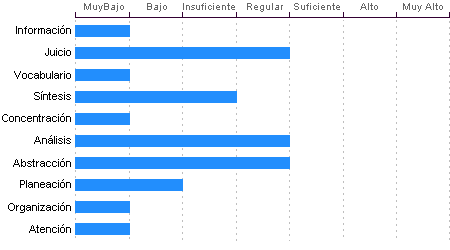 MuyBajo Bajo Insuficiente Regular Suficiente Alto Muy Alto
Información
Juicio
Vocabulario
Síntesis
Concentración
Análisis
Abstracción
Planeación
Organización
Atención